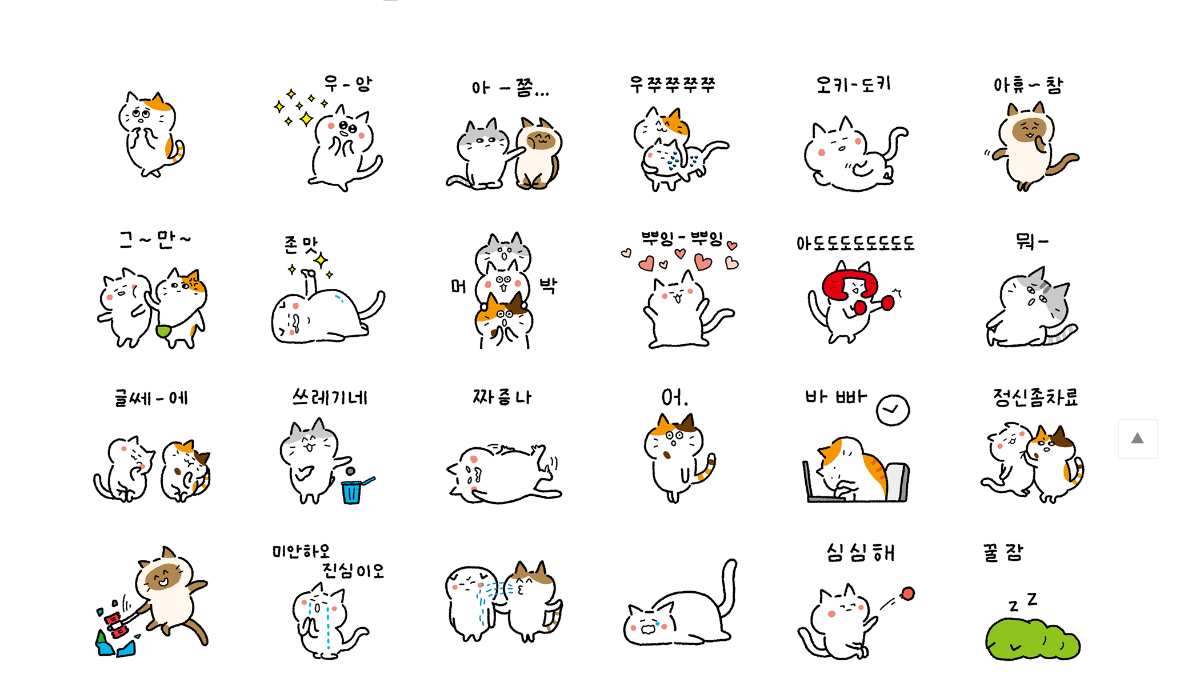 우-앙
아-쫌...
우쭈쭈쭈쭈
오키-도키
아휴~참
그~만~
존맛
머 박
뿌잉-뿌잉
아도도도도도도도도
뭐-
글쎄-에
쓰레기네
짜증나
어.
바빠
정신좀차료
미안하오
진심이오
심심해
꿀잠
z z